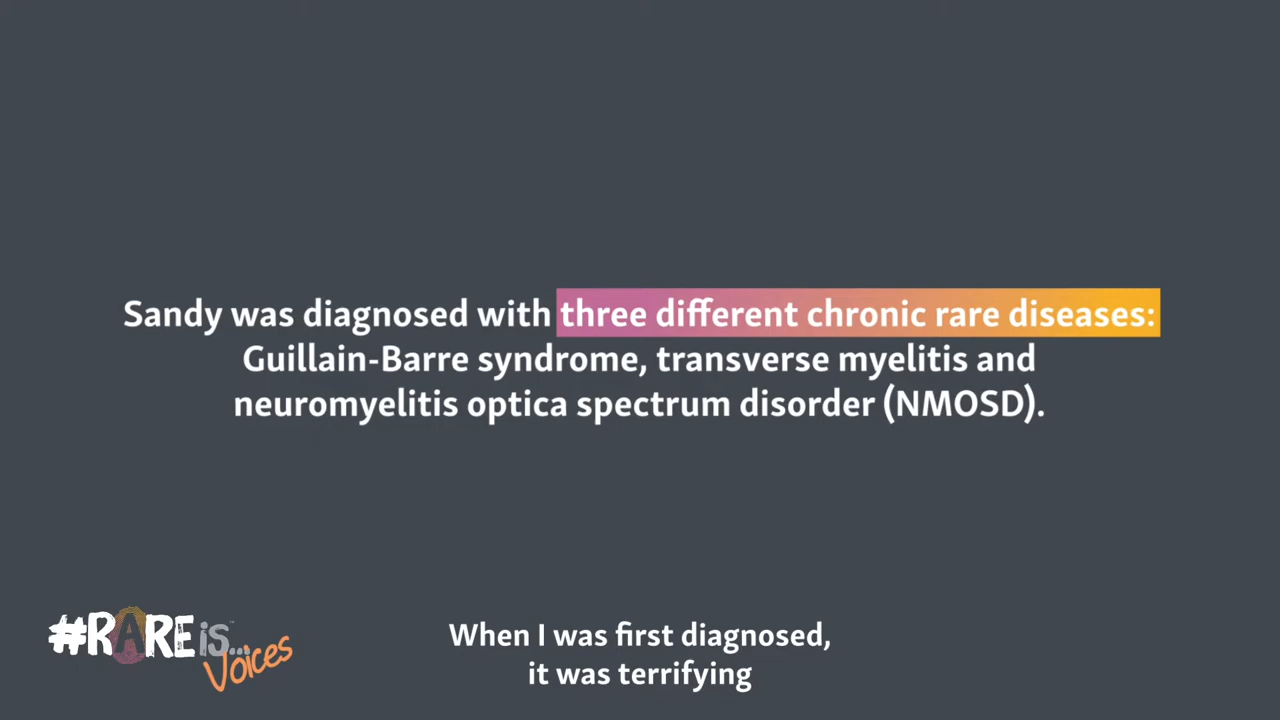 Sandy was diagnosed with three different chronic rare diseases:
Guillain-Barre syndrome, transverse myelitis and
neuromyelitis optica spectrum disorder (NMOSD).
#RAREis...™
Voices
When I was first diagnosed,
it was terrifying